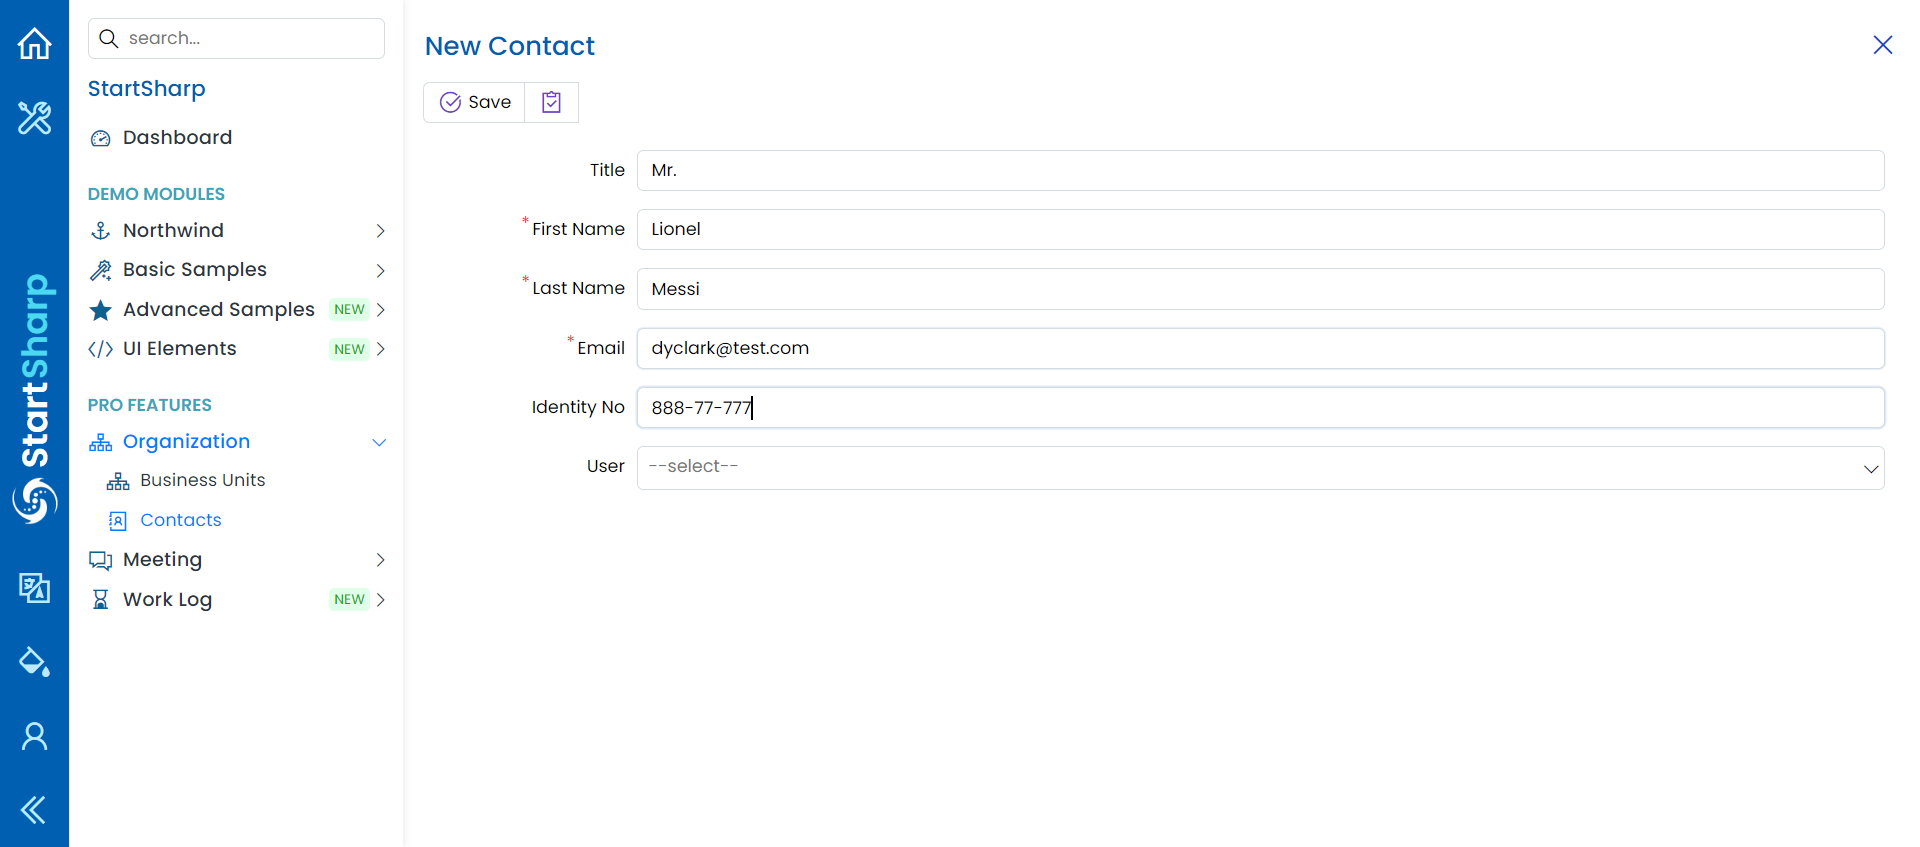 search...
StartSharp
Dashboard
DEMO MODULES
Northwind
Basic Samples
Advanced Samples NEW
UI Elements NEW
PRO FEATURES
Organization
Business Units
Contacts
Meeting
Work Log NEW
StartSharp
New Contact
Save
Title Mr.
*First Name Lionel
*Last Name Messi
*Email dyclark@test.com
Identity No 888-77-777
User --select--